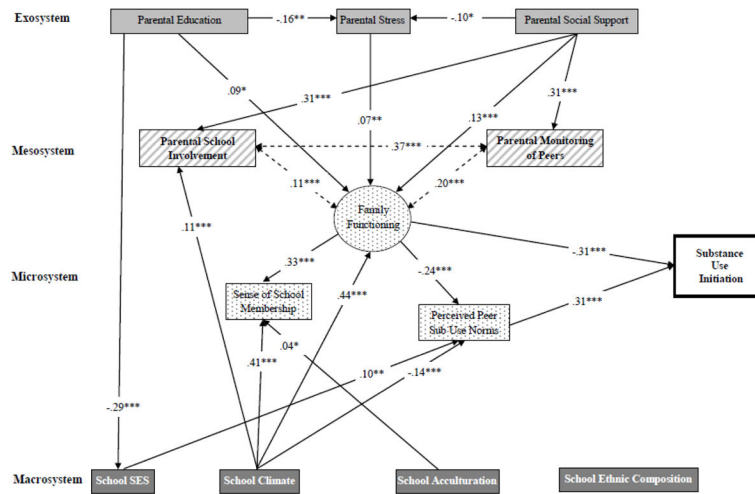 Exosystem
Parental Education
-.16**
Parental Stress
-.10*
Parental Social Support
.09*
.31***
.07**
.13***
.31***
Mesosystem
Parental School
Involvement
.37***
Parental Monitoring
of Peers
.11***
.20***
Family
Functioning
.11***
-.31***
Substance
Use
Initiation
Microsystem
.33***
-.24***
Sense of School
Membership
.44***
Perceived Peer
Sub Use Norms
.31***
.04*
.41***
.10**
-.14***
-.29***
Macrosystem
School SES
School Climate
School Acculturation
School Ethnic Composition